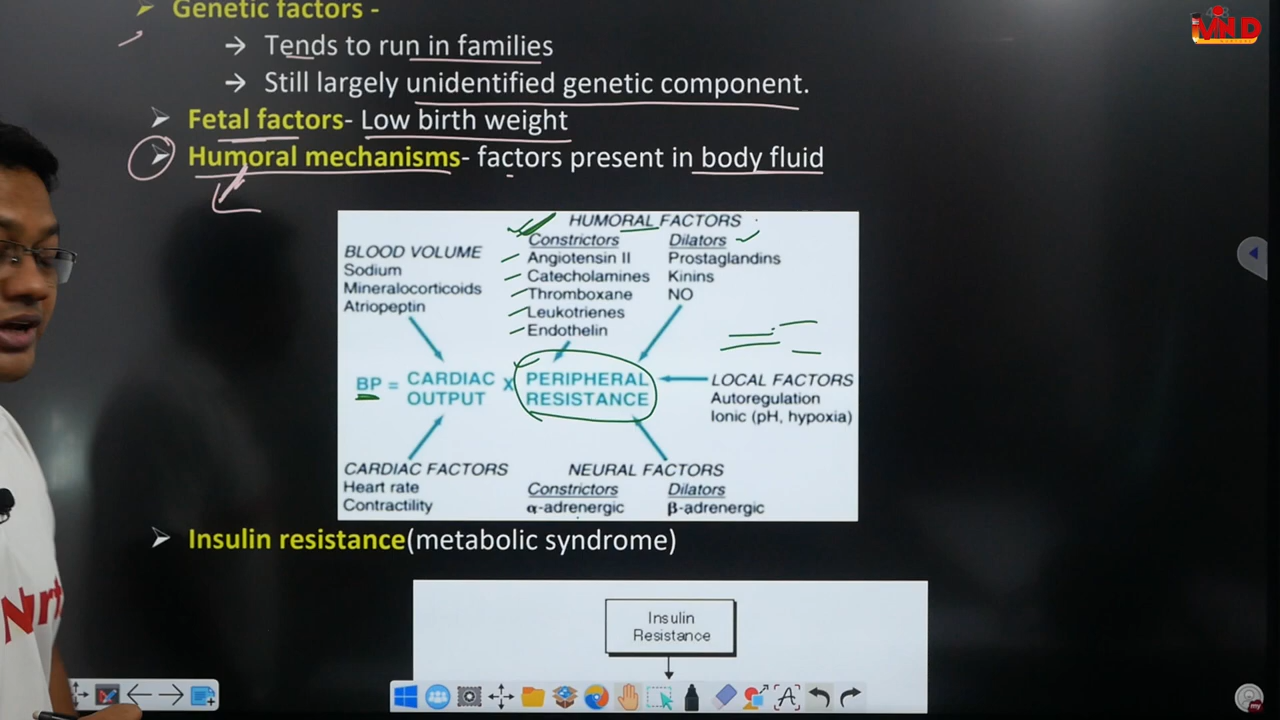 Genetic factors -
→ Tends to run in families
→ Still largely unidentified genetic component.
➤ Fetal factors- Low birth weight
➤ Humoral mechanisms- factors present in body fluid
HUMORAL FACTORS
Constrictors Dilators
Angiotensin II Prostaglandins
Catecholamines Kinins
Thromboxane NO
Leukotrienes
Endothelin
BLOOD VOLUME
Sodium
Mineralocorticoids
Atriopeptin
BP = CARDIAC OUTPUT X PERIPHERAL RESISTANCE
LOCAL FACTORS
Autoregulation
Ionic (pH, hypoxia)
CARDIAC FACTORS
Heart rate
Contractility
NEURAL FACTORS
Constrictors Dilators
α-adrenergic β-adrenergic
➤ Insulin resistance(metabolic syndrome)
Insulin
Resistance